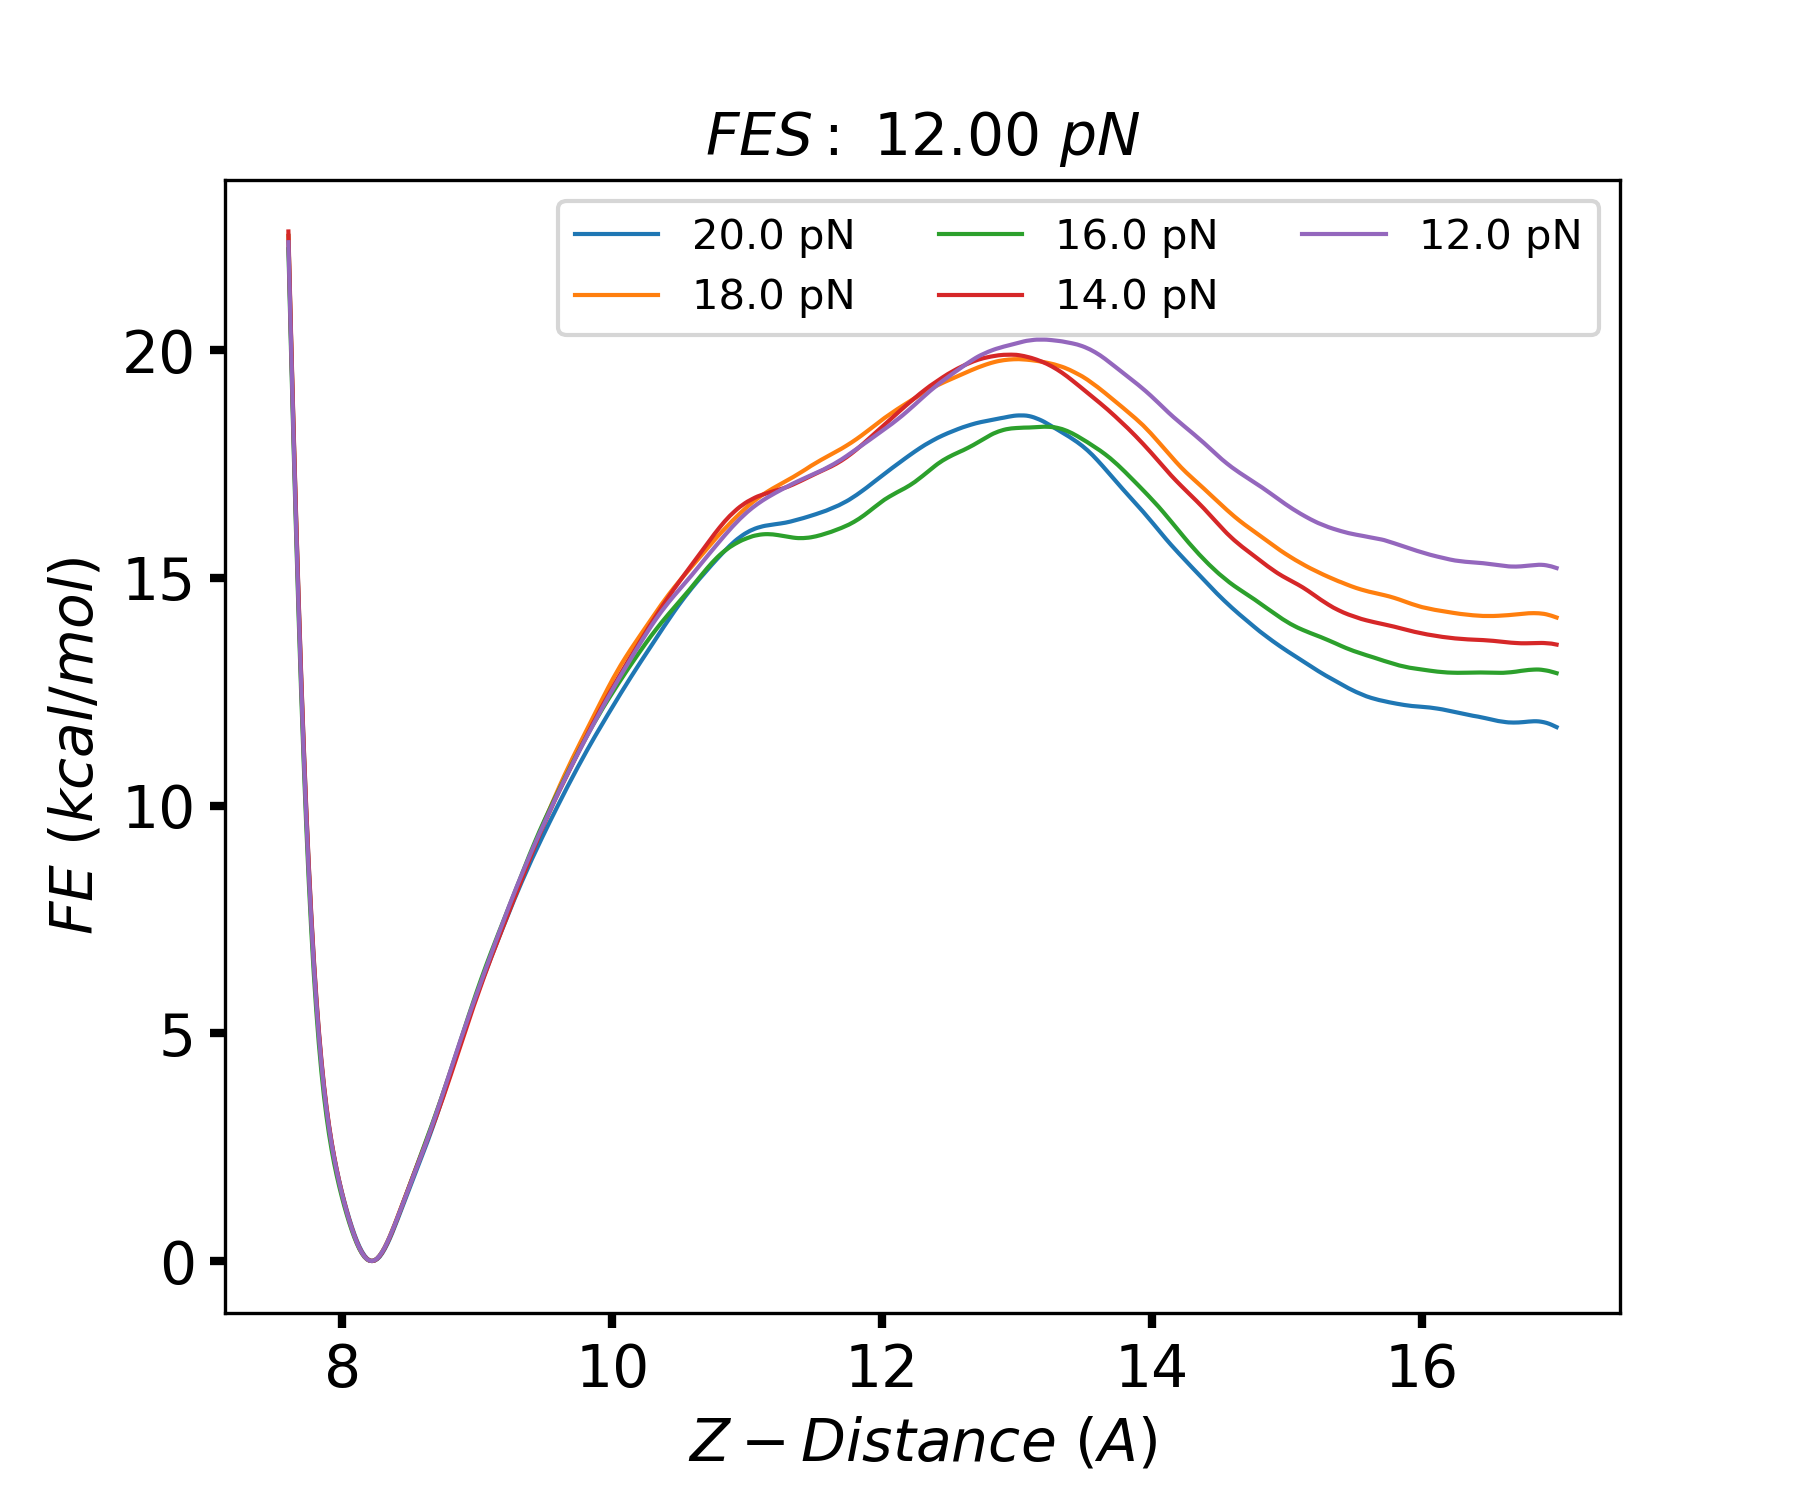 FES: 12.00 pN
20.0 pN
18.0 pN
16.0 pN
14.0 pN
12.0 pN
FE (kcal/mol)
20
15
10
5
0
8 10 12 14 16
Z − Distance (A)